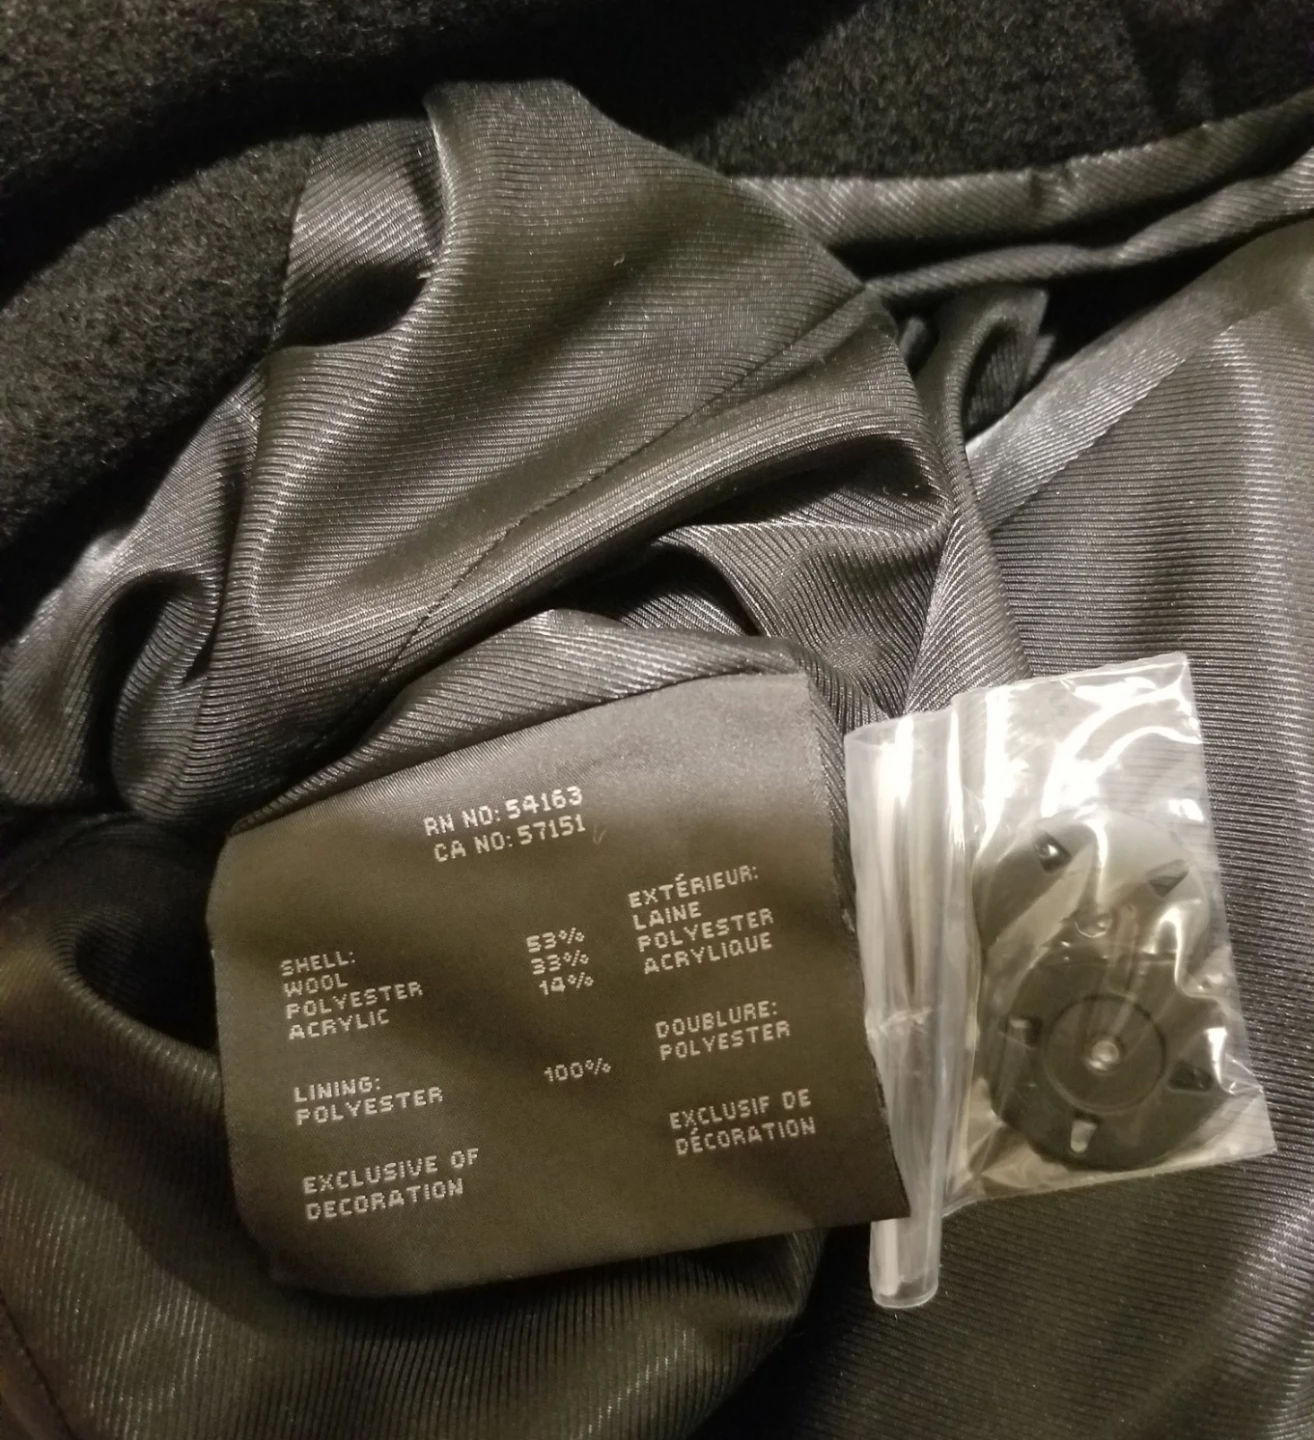 RN NO: 54163
CA NO: 57151
SHELL:
WOOL 53%
POLYESTER 33%
ACRYLIC 14%
LINING:
POLYESTER 100%
EXCLUSIVE OF
DECORATION
EXTÉRIEUR:
LAINE
POLYESTER
ACRYLIQUE
DOUBLURE:
POLYESTER
EXCLUSIF DE
DÉCORATION